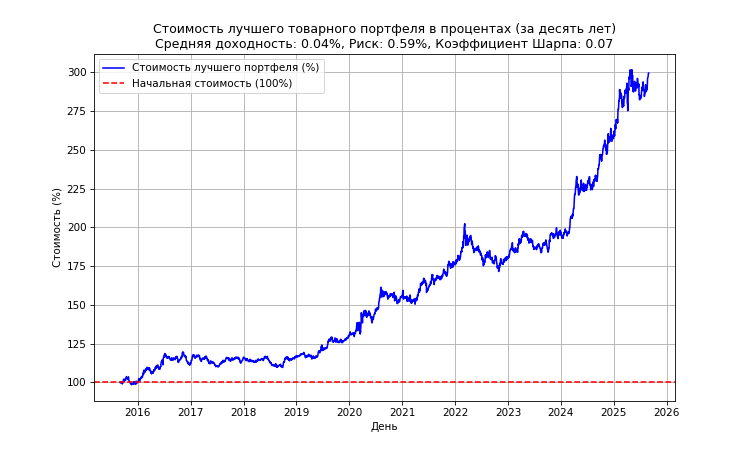 Стоимость лучшего товарного портфеля в процентах (за десять лет)
Средняя доходность: 0.04%, Риск: 0.59%, Коэффициент Шарпа: 0.07
Стоимость лучшего портфеля (%)
Начальная стоимость (100%)
Стоимость (%)
300
275
250
225
200
175
150
125
100
2016 2017 2018 2019 2020 2021 2022 2023 2024 2025 2026
День